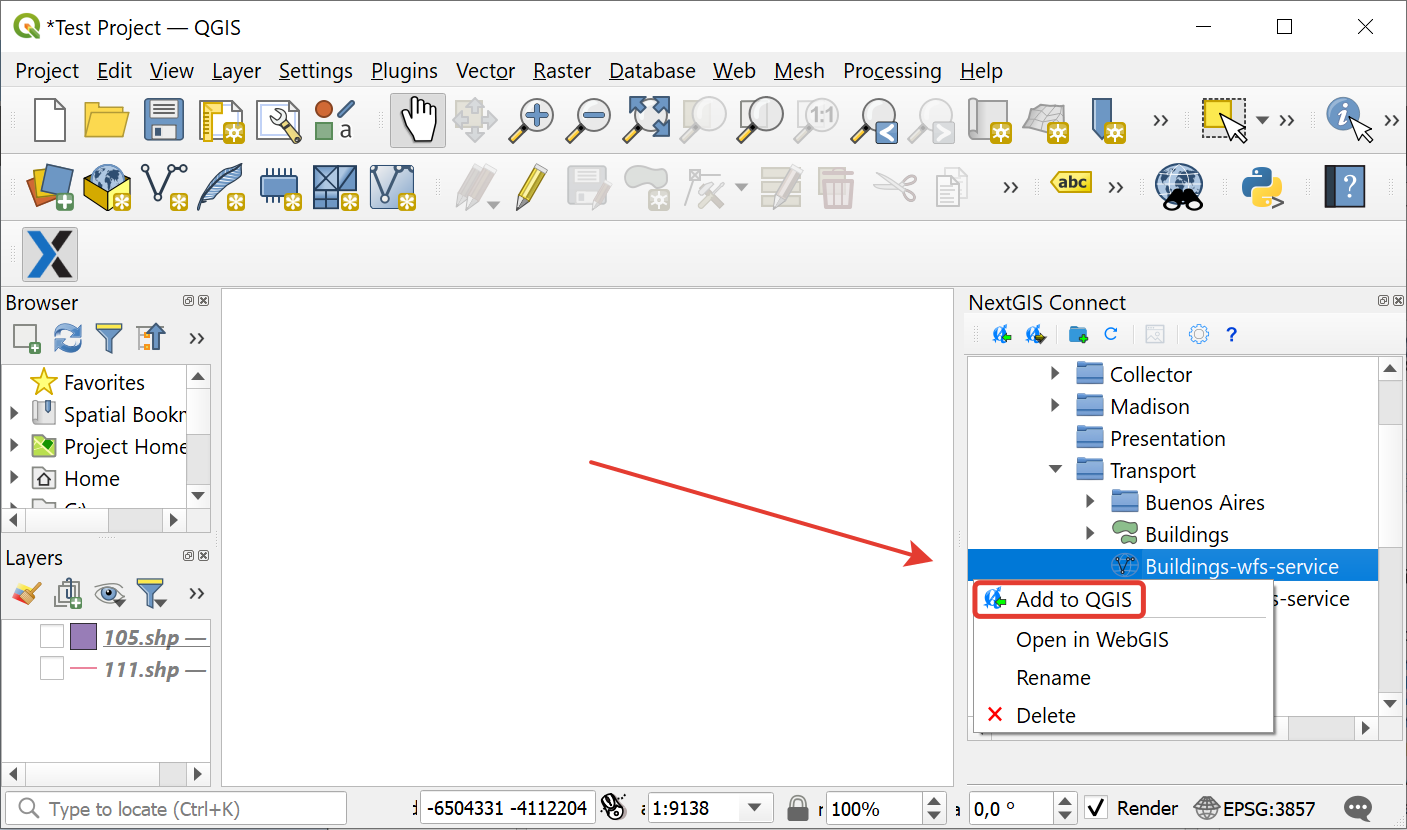 *Test Project — QGIS
Project Edit View Layer Settings Plugins Vector Raster Database Web Mesh Processing Help
a
1:1
abc
Browser
Favorites
Spatial Bookr
Project Home
Home
Layers
105.shp —
111.shp —
NextGIS Connect
Collector
Madison
Presentation
Transport
Buenos Aires
Buildings
Buildings-wfs-service
s-service
Add to QGIS
Open in WebGIS
Rename
Delete
Type to locate (Ctrl+K)
-6504331 -4112204
1:9138
100%
0,0 °
Render
EPSG:3857